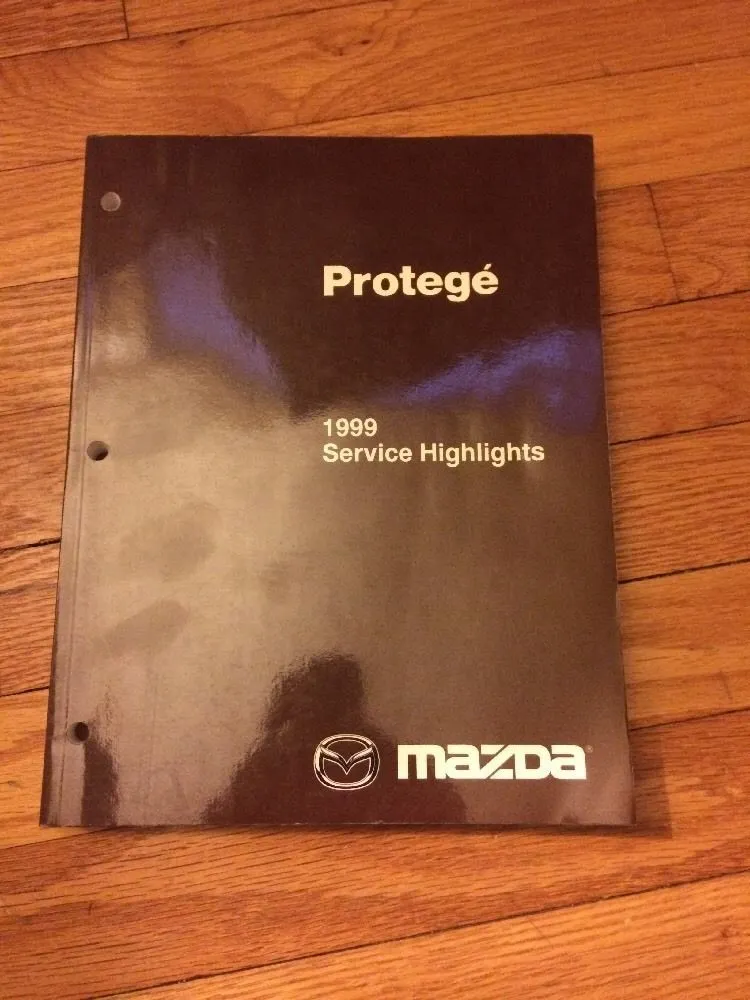 Protegé
1999
Service Highlights
mazda®